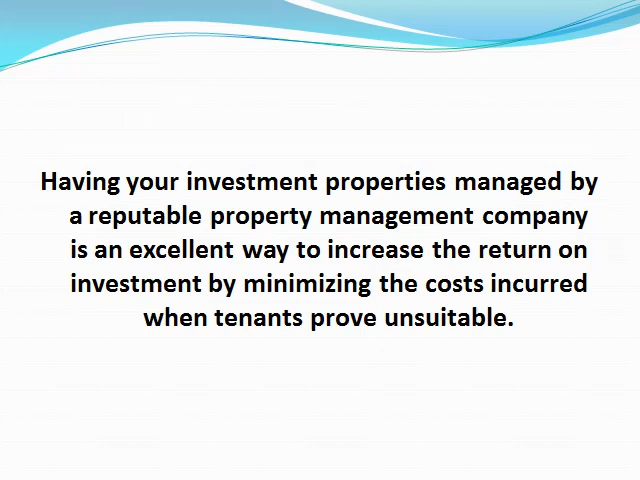 Having your investment properties managed by
a reputable property management company
is an excellent way to increase the return on
investment by minimizing the costs incurred
when tenants prove unsuitable.